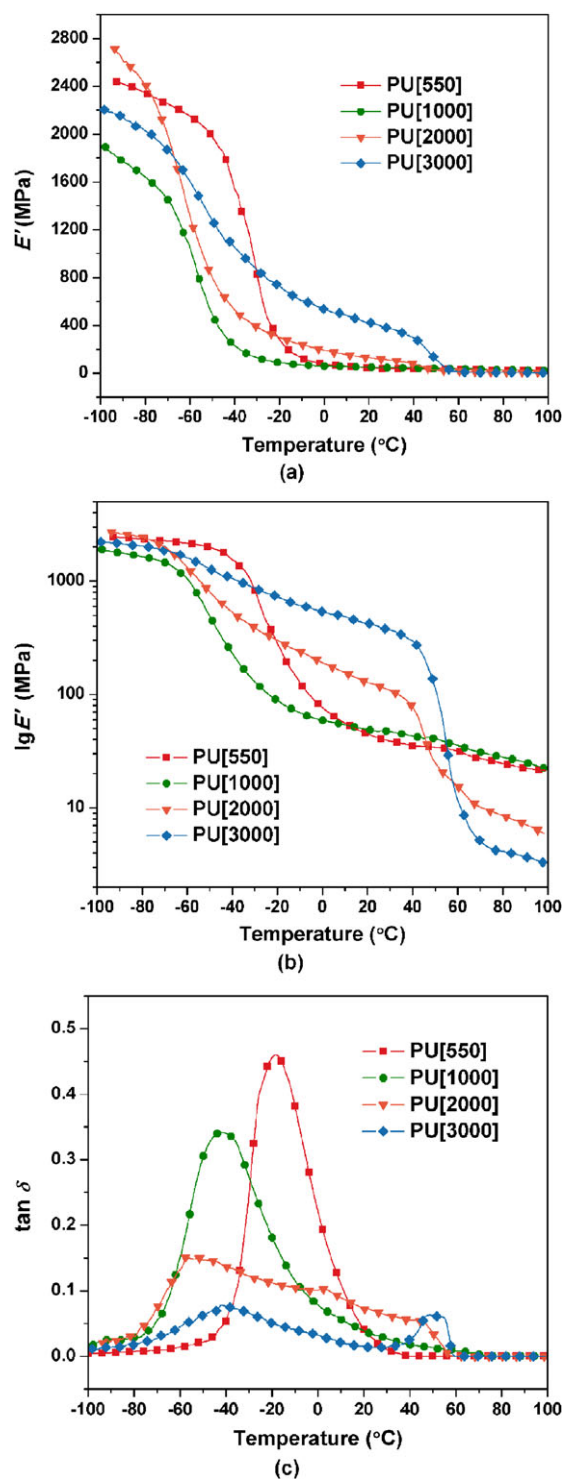 2800
2400
2000
1600
1200
800
400
0
E′ (MPa)
PU[550]
PU[1000]
PU[2000]
PU[3000]
-100 -80 -60 -40 -20 0 20 40 60 80 100
Temperature (°C)
(a)
1000
100
10
lgE′ (MPa)
PU[550]
PU[1000]
PU[2000]
PU[3000]
-100 -80 -60 -40 -20 0 20 40 60 80 100
Temperature (°C)
(b)
0.5
0.4
0.3
0.2
0.1
0.0
tan δ
PU[550]
PU[1000]
PU[2000]
PU[3000]
-100 -80 -60 -40 -20 0 20 40 60 80 100
Temperature (°C)
(c)